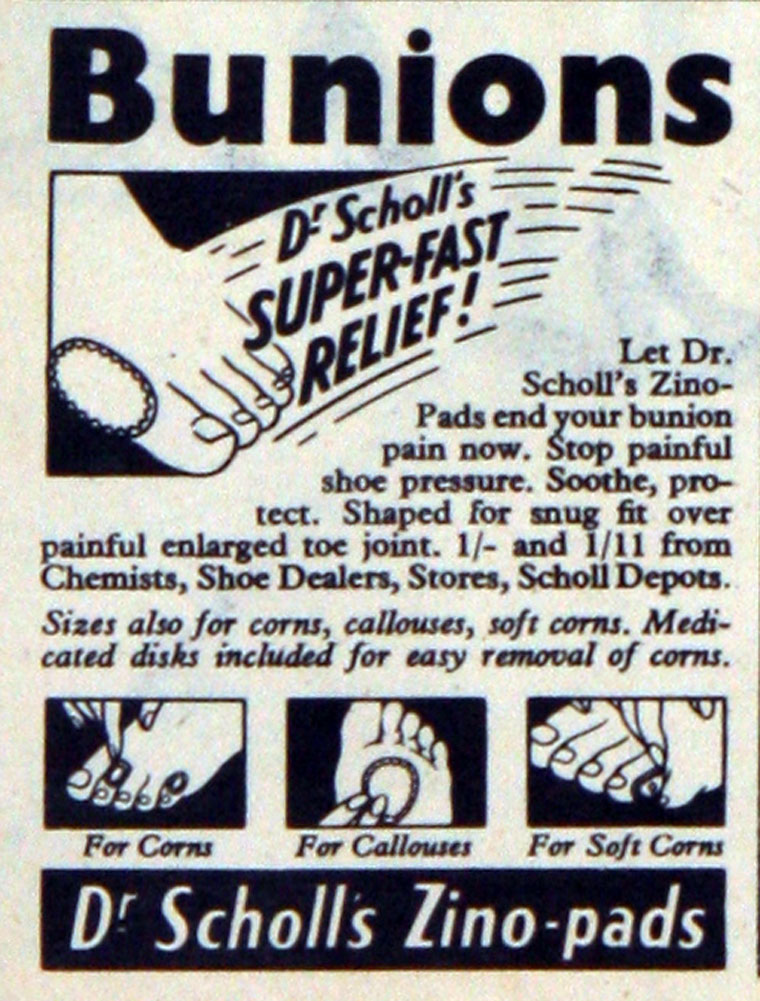 Bunions
Dr Scholl's
SUPER-FAST
RELIEF!
Let Dr.
Scholl's Zino-
Pads end your bunion
pain now. Stop painful
shoe pressure. Soothe, pro-
tect. Shaped for snug fit over
painful enlarged toe joint. 1/- and 1/11 from
Chemists, Shoe Dealers, Stores, Scholl Depots.
Sizes also for corns, callouses, soft corns. Medi-
cated disks included for easy removal of corns.
For Corns
For Callouses
For Soft Corns
Dr Scholl's Zino-pads